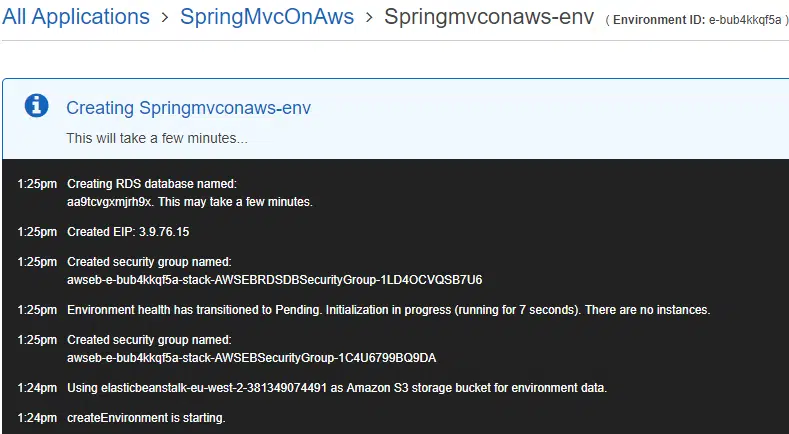 All Applications > SpringMvcOnAws > Springmvconaws-env ( Environment ID: e-bub4kkqf5a )
Creating Springmvconaws-env
This will take a few minutes...
1:25pm Creating RDS database named:
aa9tcvgxrnjrh9x. This may take a few minutes.
1:25pm Created EIP: 3.9.76.15
1:25pm Created security group named:
awseb-e-bub4kkqf5a-stack-AWSEBRDSDBSecurityGroup-1LD4OCVQSB7U6
1:25pm Environment health has transitioned to Pending. Initialization in progress (running for 7 seconds). There are no instances.
1:25pm Created security group named:
awseb-e-bub4kkqf5a-stack-AWSEBSecurityGroup-1C4U6799BQ9DA
1:24pm Using elasticbeanstalk-eu-west-2-381349074491 as Amazon S3 storage bucket for environment data.
1:24pm createEnvironment is starting.